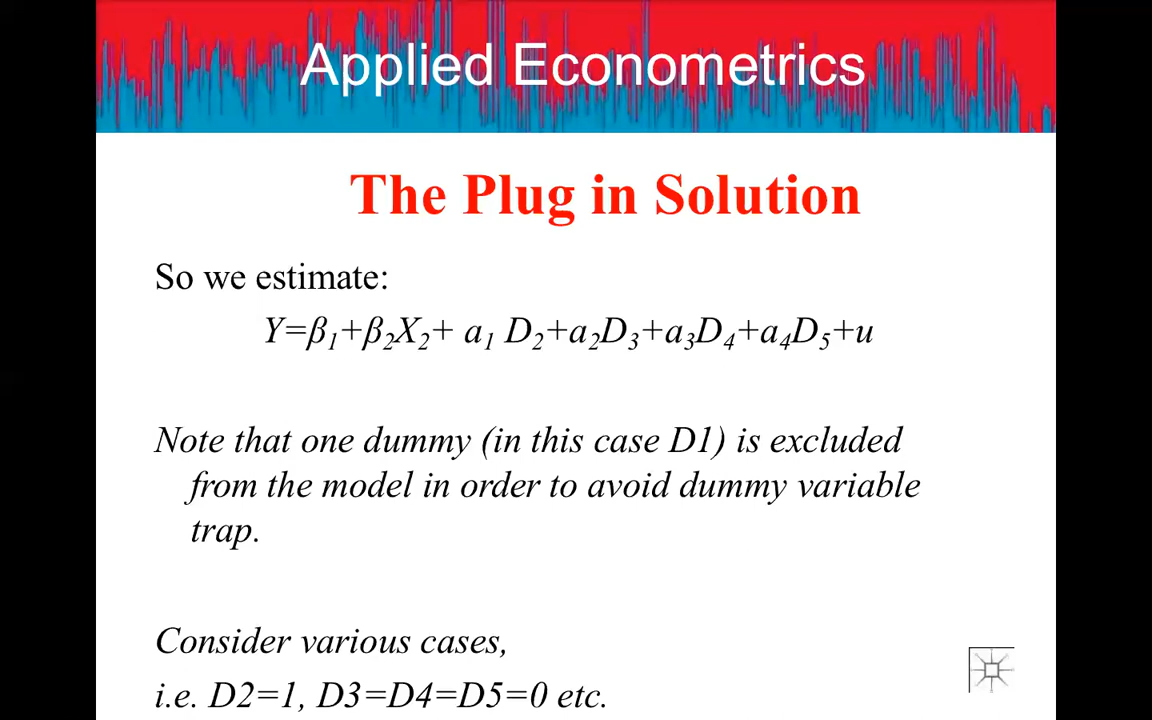 Applied Econometrics
The Plug in Solution
So we estimate:
Y=β₁+β₂X₂+ a₁ D₂+a₂D₃+a₃D₄+a₄D₅+u
Note that one dummy (in this case D1) is excluded
from the model in order to avoid dummy variable
trap.
Consider various cases,
i.e. D2=1, D3=D4=D5=0 etc.